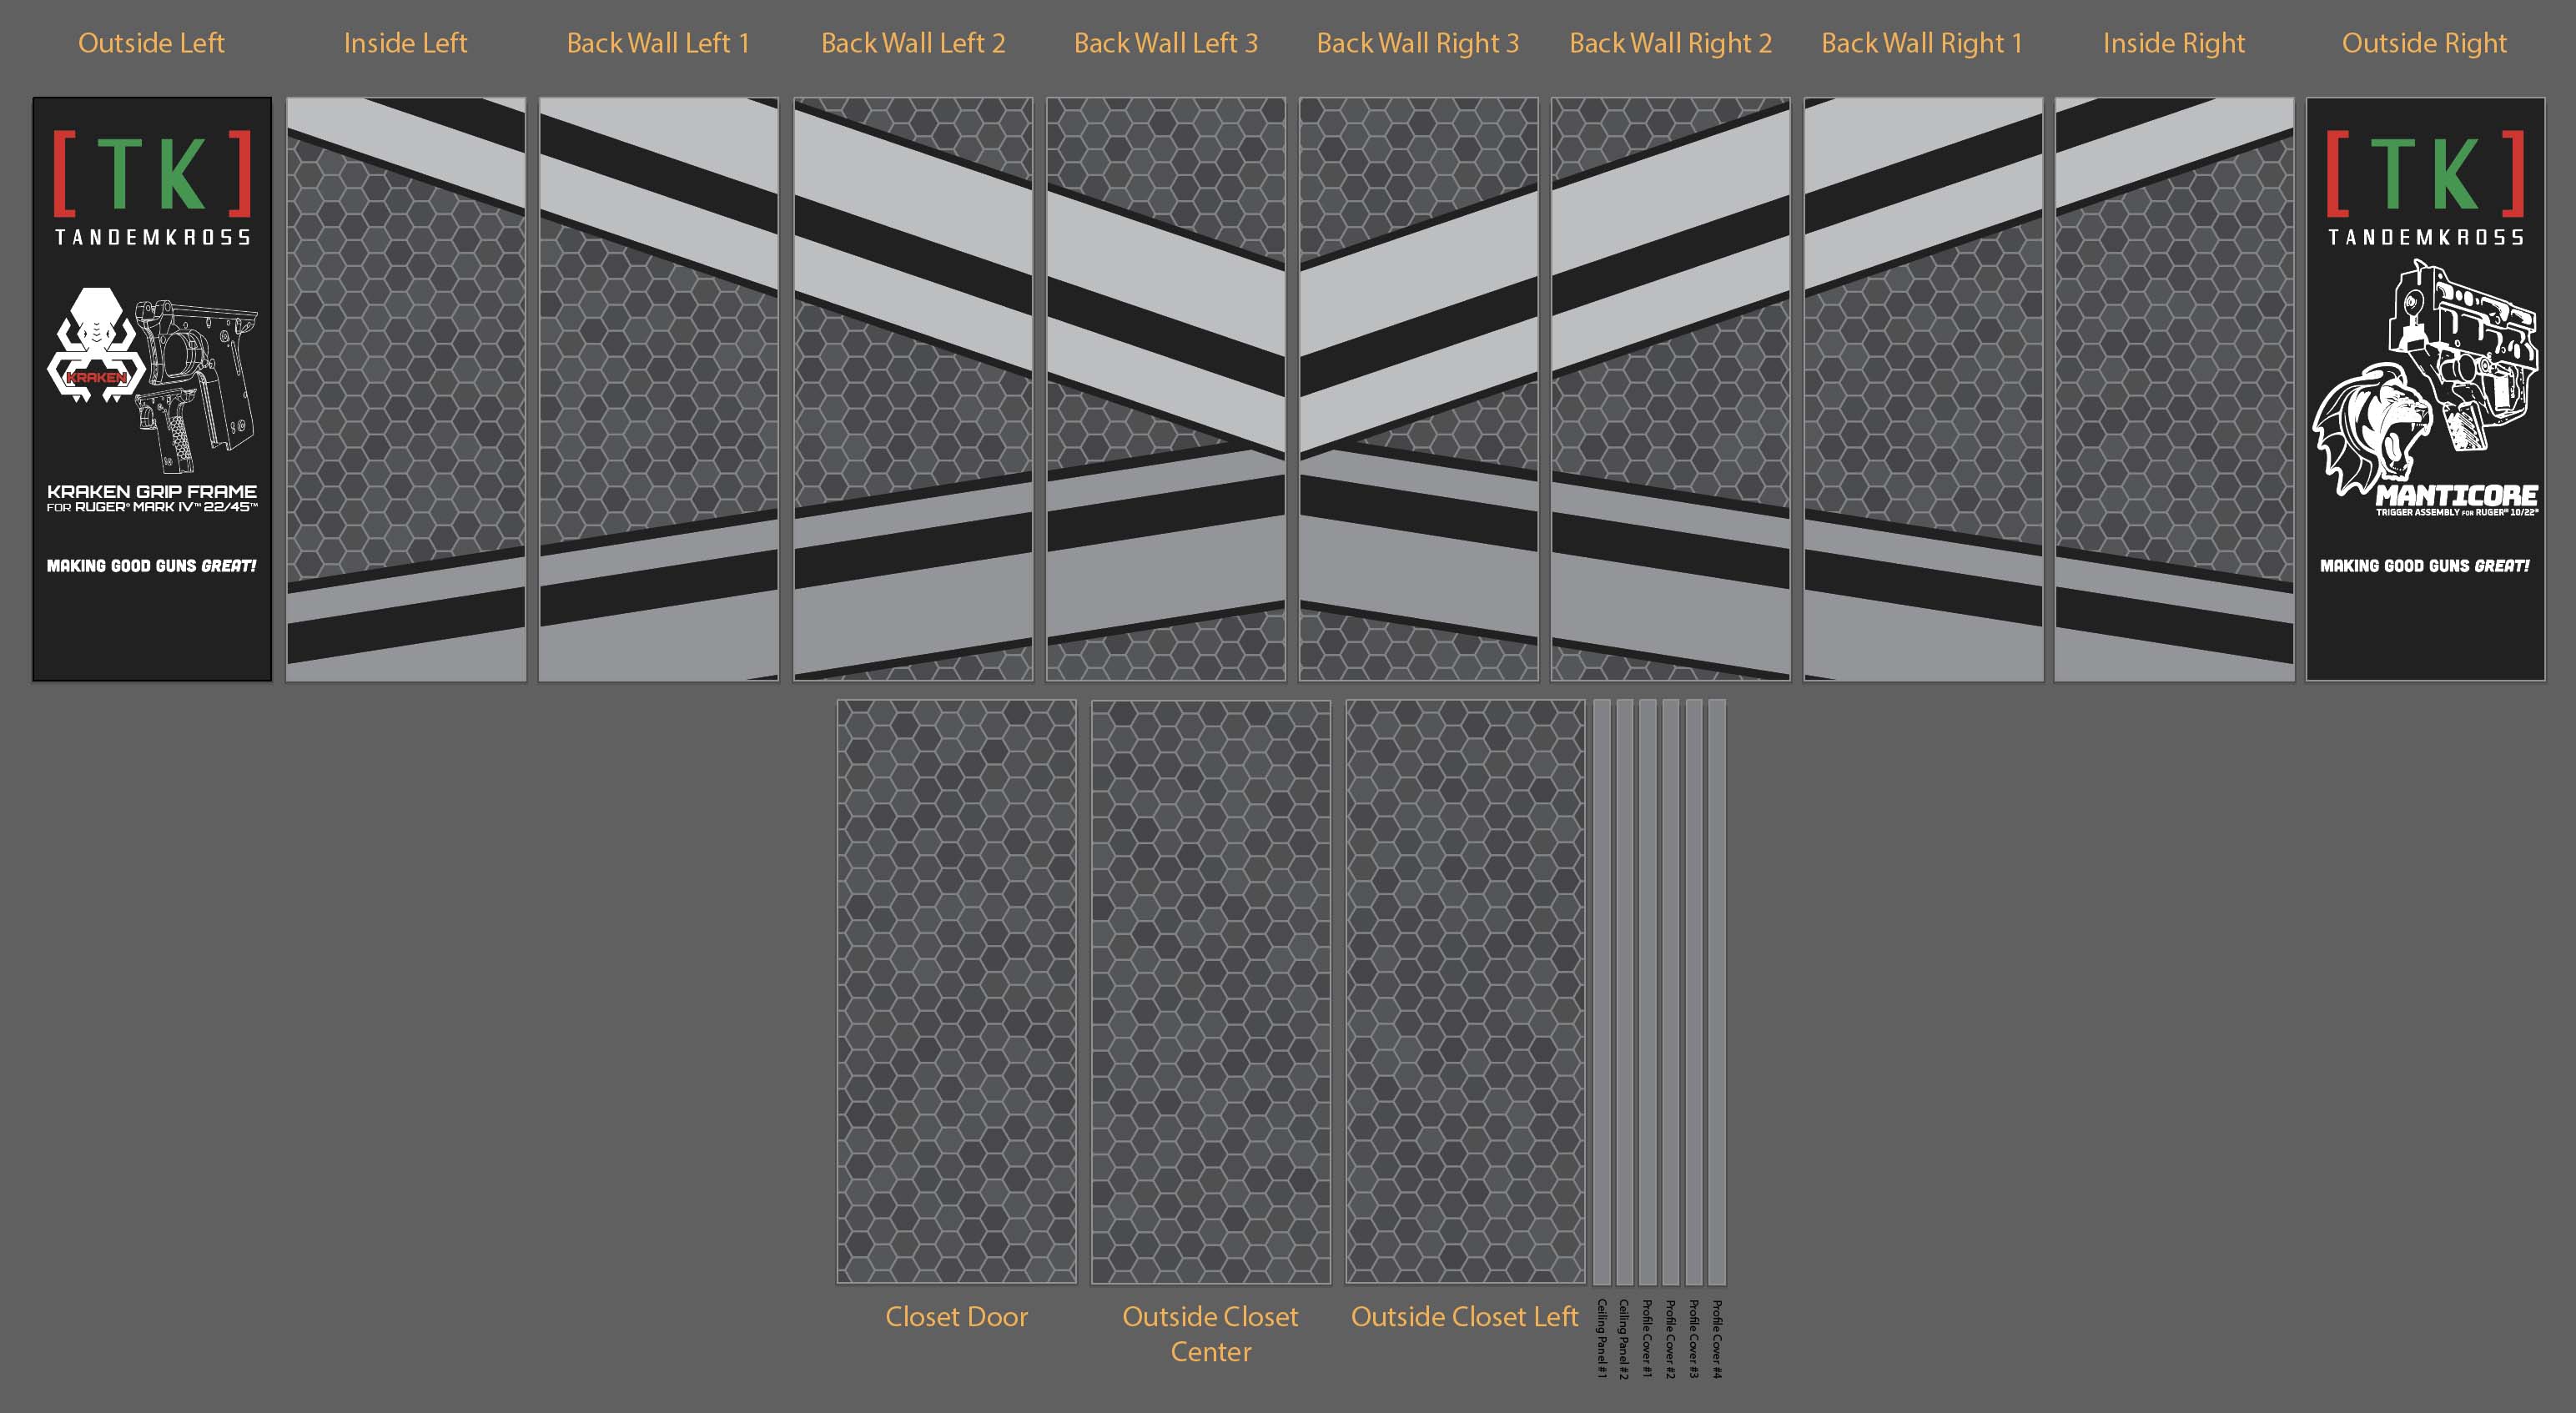 Outside Left
Inside Left
Back Wall Left 1
Back Wall Left 2
Back Wall Left 3
Back Wall Right 3
Back Wall Right 2
Back Wall Right 1
Inside Right
Outside Right
[TK]
TANDEMKROSS
KRAKEN
KRAKEN GRIP FRAME
FOR RUGER® MARK IV™ 22/45™
MAKING GOOD GUNS GREAT!
[TK]
TANDEMKROSS
MANTICORE
TRIGGER ASSEMBLY FOR RUGER® 10/22®
MAKING GOOD GUNS GREAT!
Closet Door
Outside Closet
Center
Outside Closet Left
Ceiling Panel #1
Ceiling Panel #2
Profile Cover #1
Profile Cover #2
Profile Cover #3
Profile Cover #4